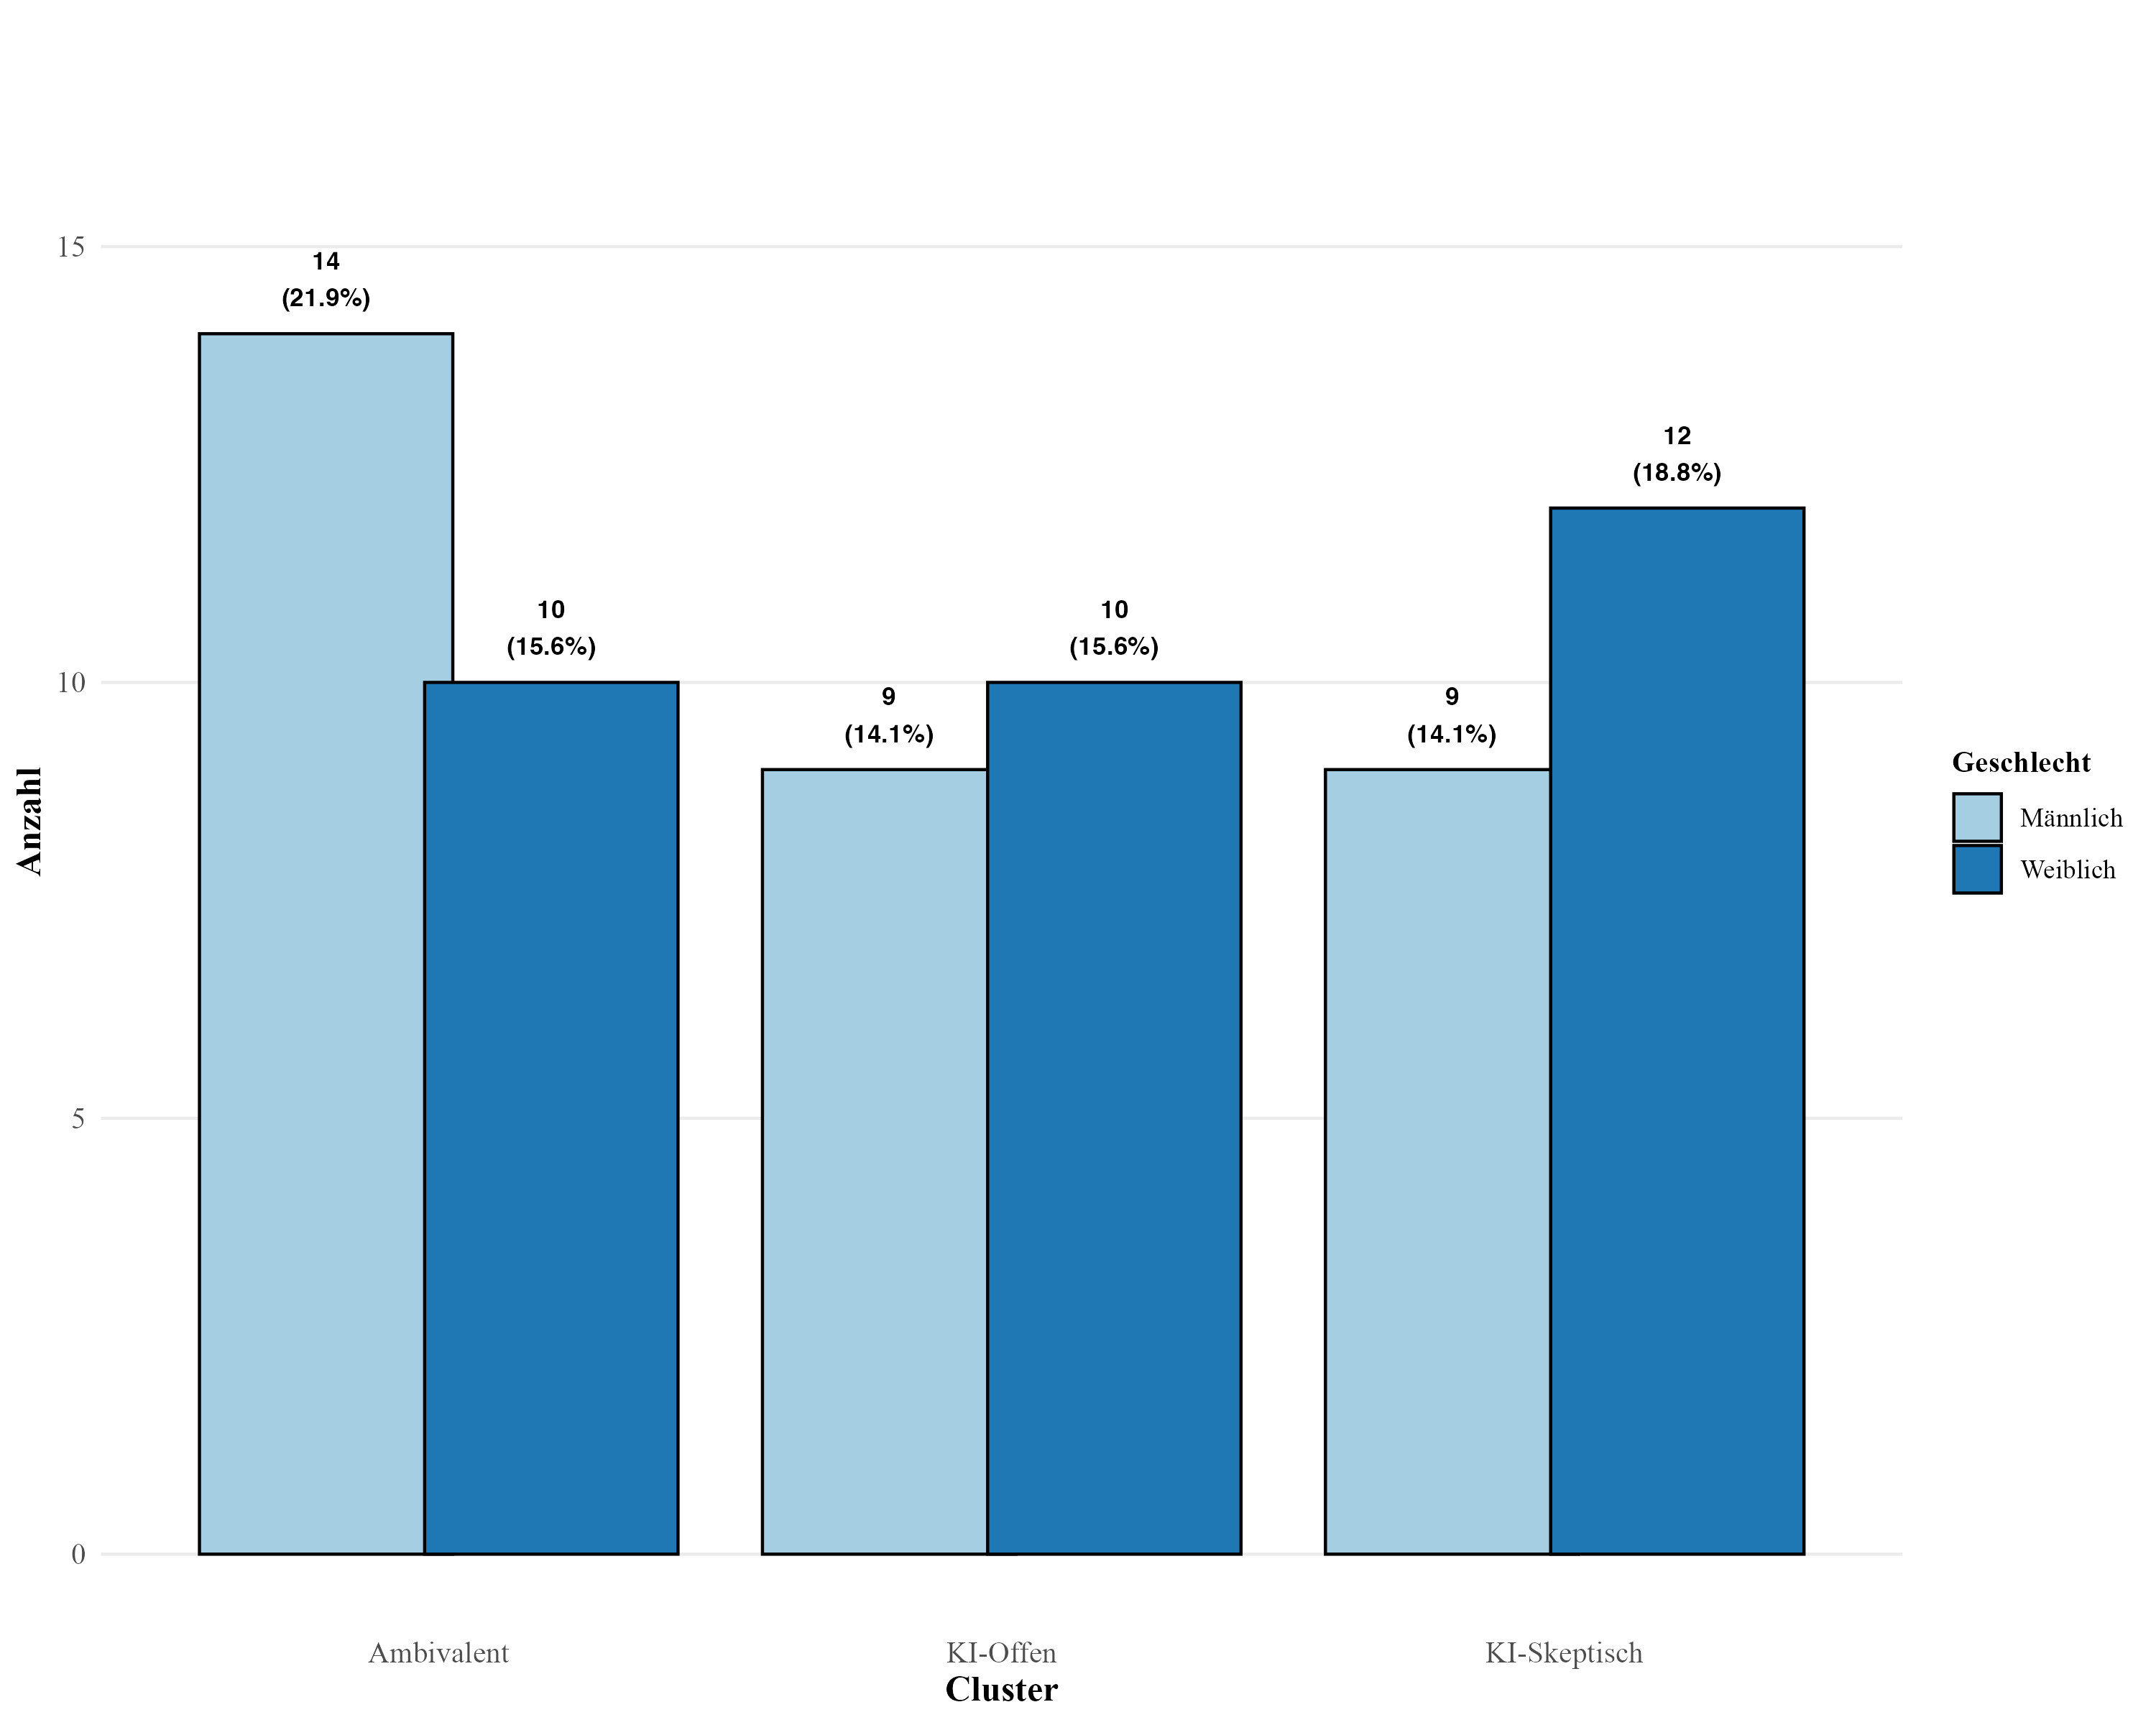 15
14
(21.9%)
12
(18.8%)
10
(15.6%)
10
(15.6%)
10
9
(14.1%)
9
(14.1%)
Geschlecht
Männlich
Weiblich
Anzahl
5
0
Ambivalent
KI-Offen
KI-Skeptisch
Cluster